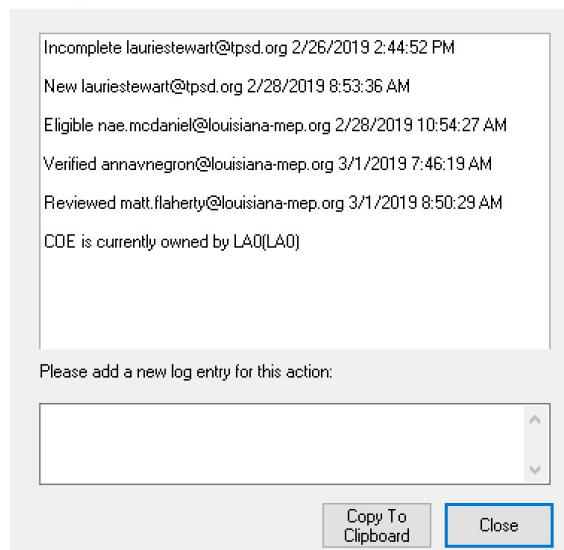 Incomplete lauriestewart@tpsd.org 2/26/2019 2:44:52 PM
New lauriestewart@tpsd.org 2/28/2019 8:53:36 AM
Eligible nae.mcdaniel@louisiana-mep.org 2/28/2019 10:54:27 AM
Verified annavnegron@louisiana-mep.org 3/1/2019 7:46:19 AM
Reviewed matt.flaherty@louisiana-mep.org 3/1/2019 8:50:29 AM
COE is currently owned by LA0(LA0)
Please add a new log entry for this action:
Copy To
Clipboard
Close